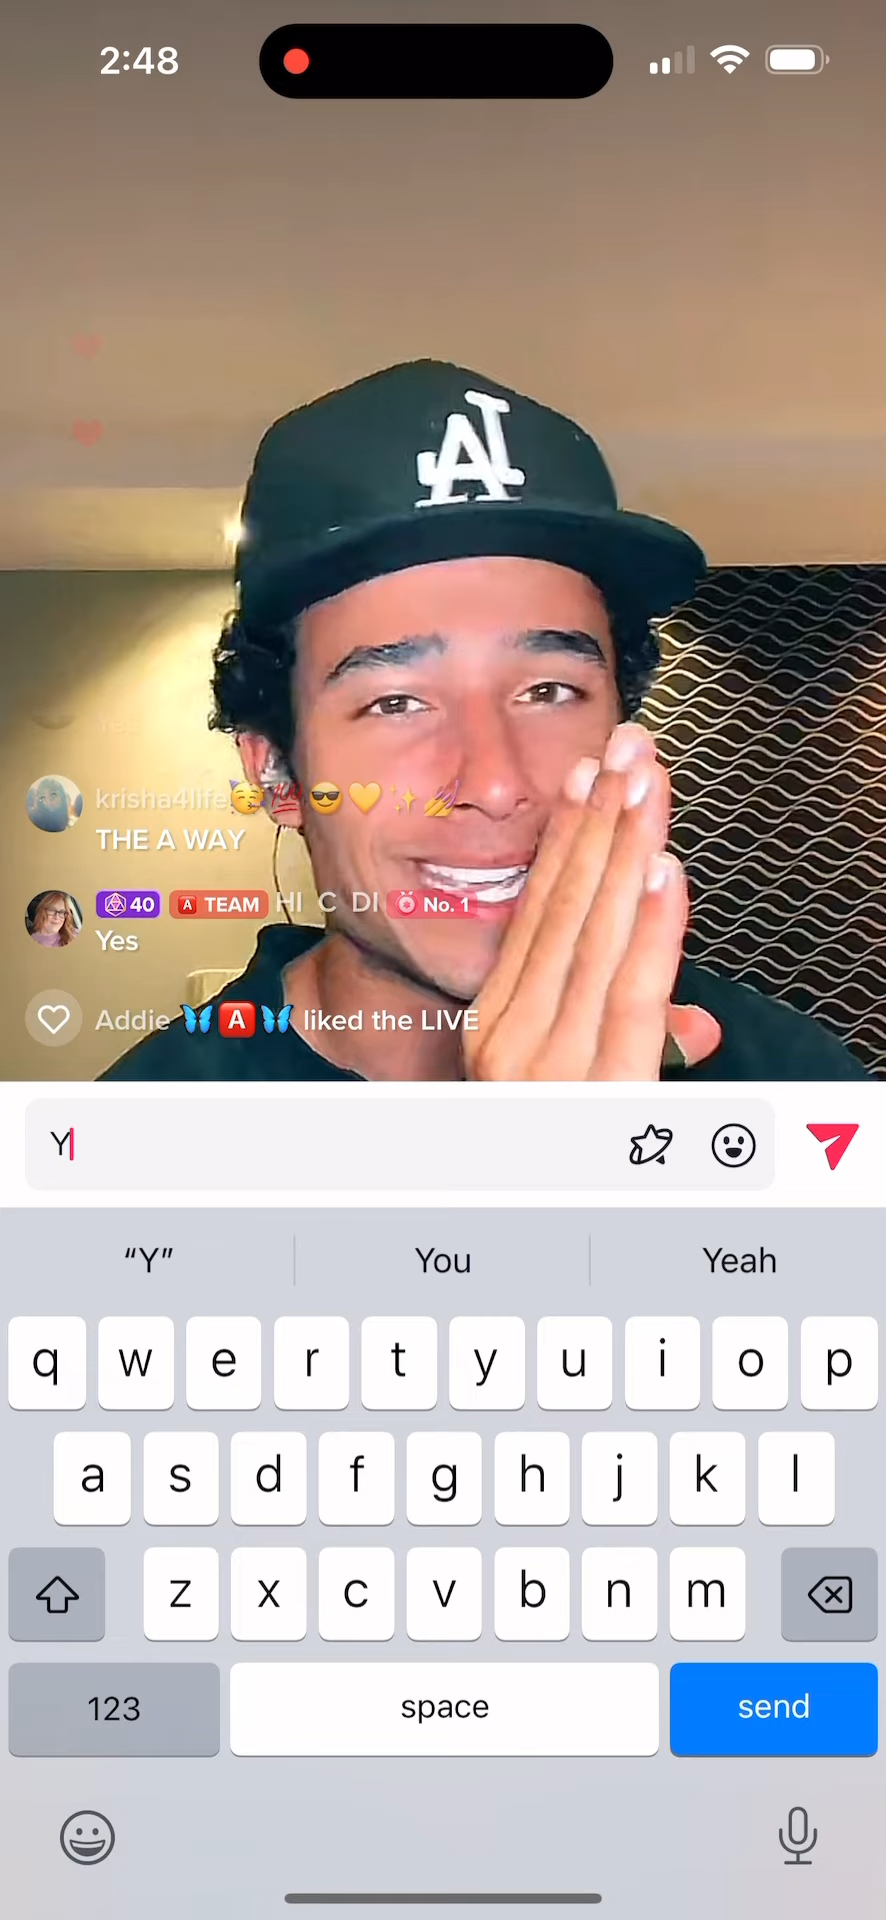 2:48
krisha4life🥳💯😎💛✨💅
THE A WAY
40 A TEAM HI C DI No. 1
Yes
Addie 🦋🅰️🦋 liked the LIVE
Y
“Y” You Yeah
q w e r t y u i o p
a s d f g h j k l
z x c v b n m
123 space send